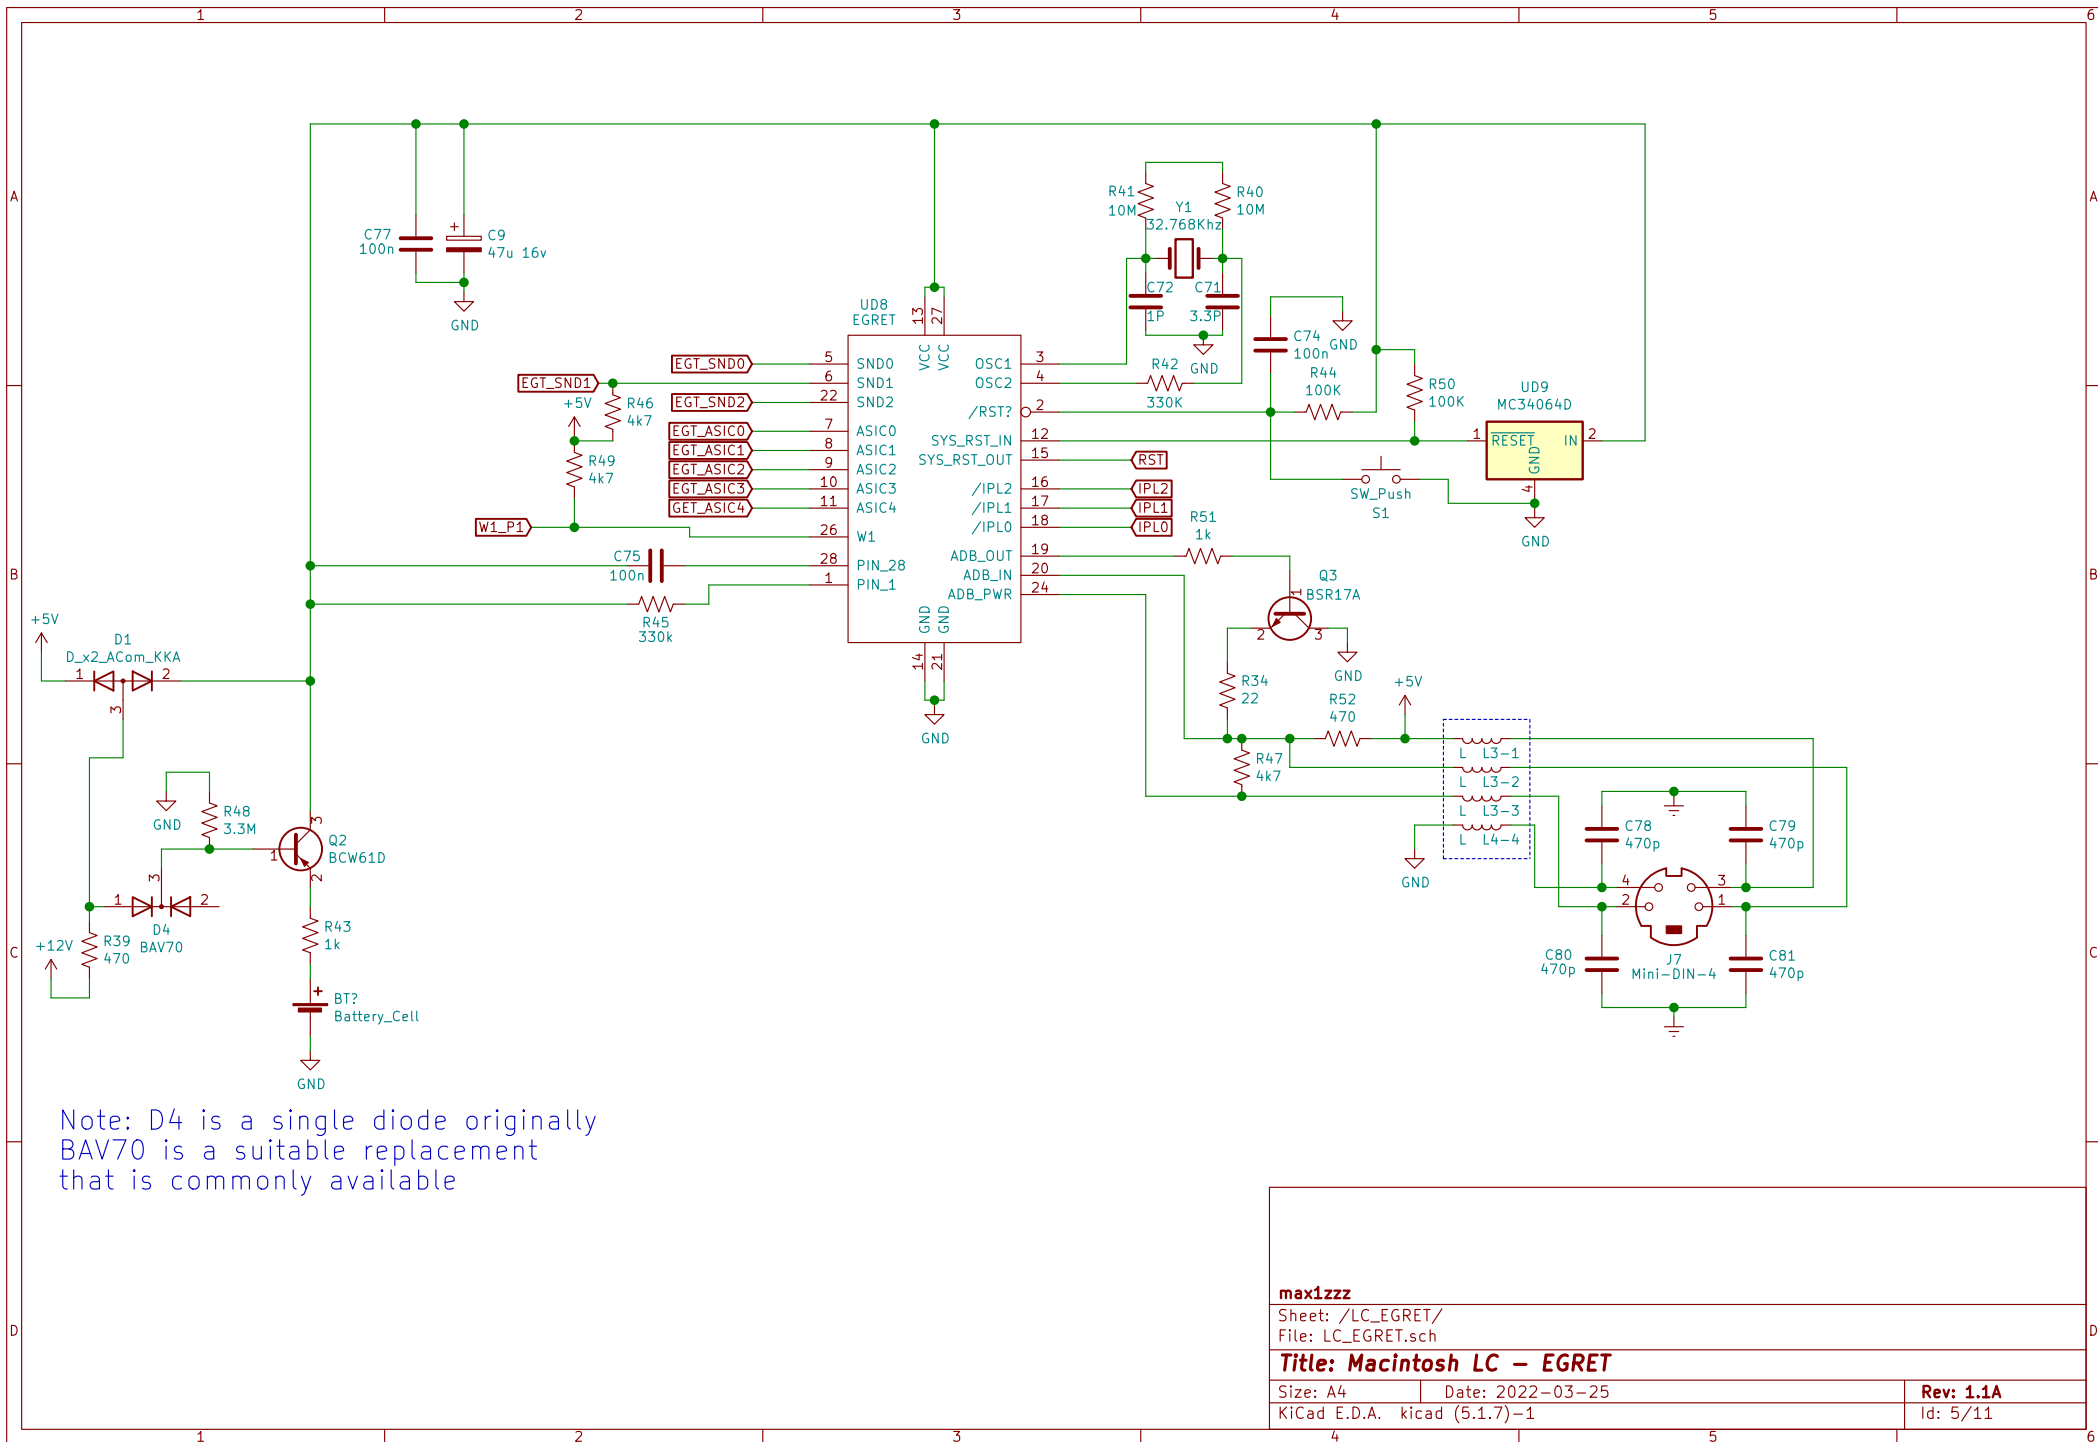 1 2 3 4 5 6
A A
B B
C C
D D
1 2 3 4 5 6
C77
100n
+
C9
47u 16v
GND
R41
10M
R40
10M
Y1
32.768Khz
C72
1P
C71
3.3P
GND
C74
100n
GND
R42
330K
R44
100K
R50
100K
UD9
MC34064D
1
RESET
IN
2
GND
4
GND
SW_Push
S1
UD8
EGRET
13
27
VCC
VCC
EGT_SND0
5
SND0
EGT_SND1
6
SND1
EGT_SND2
22
SND2
EGT_ASIC0
7
ASIC0
EGT_ASIC1
8
ASIC1
EGT_ASIC2
9
ASIC2
EGT_ASIC3
10
ASIC3
GET_ASIC4
11
ASIC4
W1_P1
26
W1
28
PIN_28
1
PIN_1
OSC1
3
OSC2
4
/RST?
2
SYS_RST_IN
12
SYS_RST_OUT
15
RST
/IPL2
16
IPL2
/IPL1
17
IPL1
/IPL0
18
IPL0
ADB_OUT
19
ADB_IN
20
ADB_PWR
24
GND
GND
14
21
GND
+5V
R46
4k7
R49
4k7
C75
100n
R45
330k
R51
1k
Q3
BSR17A
1
2
3
GND
R34
22
R52
470
+5V
R47
4k7
L L3-1
L L3-2
L L3-3
L L4-4
GND
C78
470p
C79
470p
4
3
2
1
C80
470p
J7
Mini-DIN-4
C81
470p
+5V
D1
D_x2_ACom_KKA
1
2
3
GND
R48
3.3M
3
Q2
BCW61D
1
2
3
1
2
D4
BAV70
+12V
R39
470
R43
1k
+
BT?
Battery_Cell
GND
Note: D4 is a single diode originally
BAV70 is a suitable replacement
that is commonly available
max1zzz
Sheet: /LC_EGRET/
File: LC_EGRET.sch
Title: Macintosh LC – EGRET
Size: A4
Date: 2022-03-25
Rev: 1.1A
KiCad E.D.A. kicad (5.1.7)-1
Id: 5/11